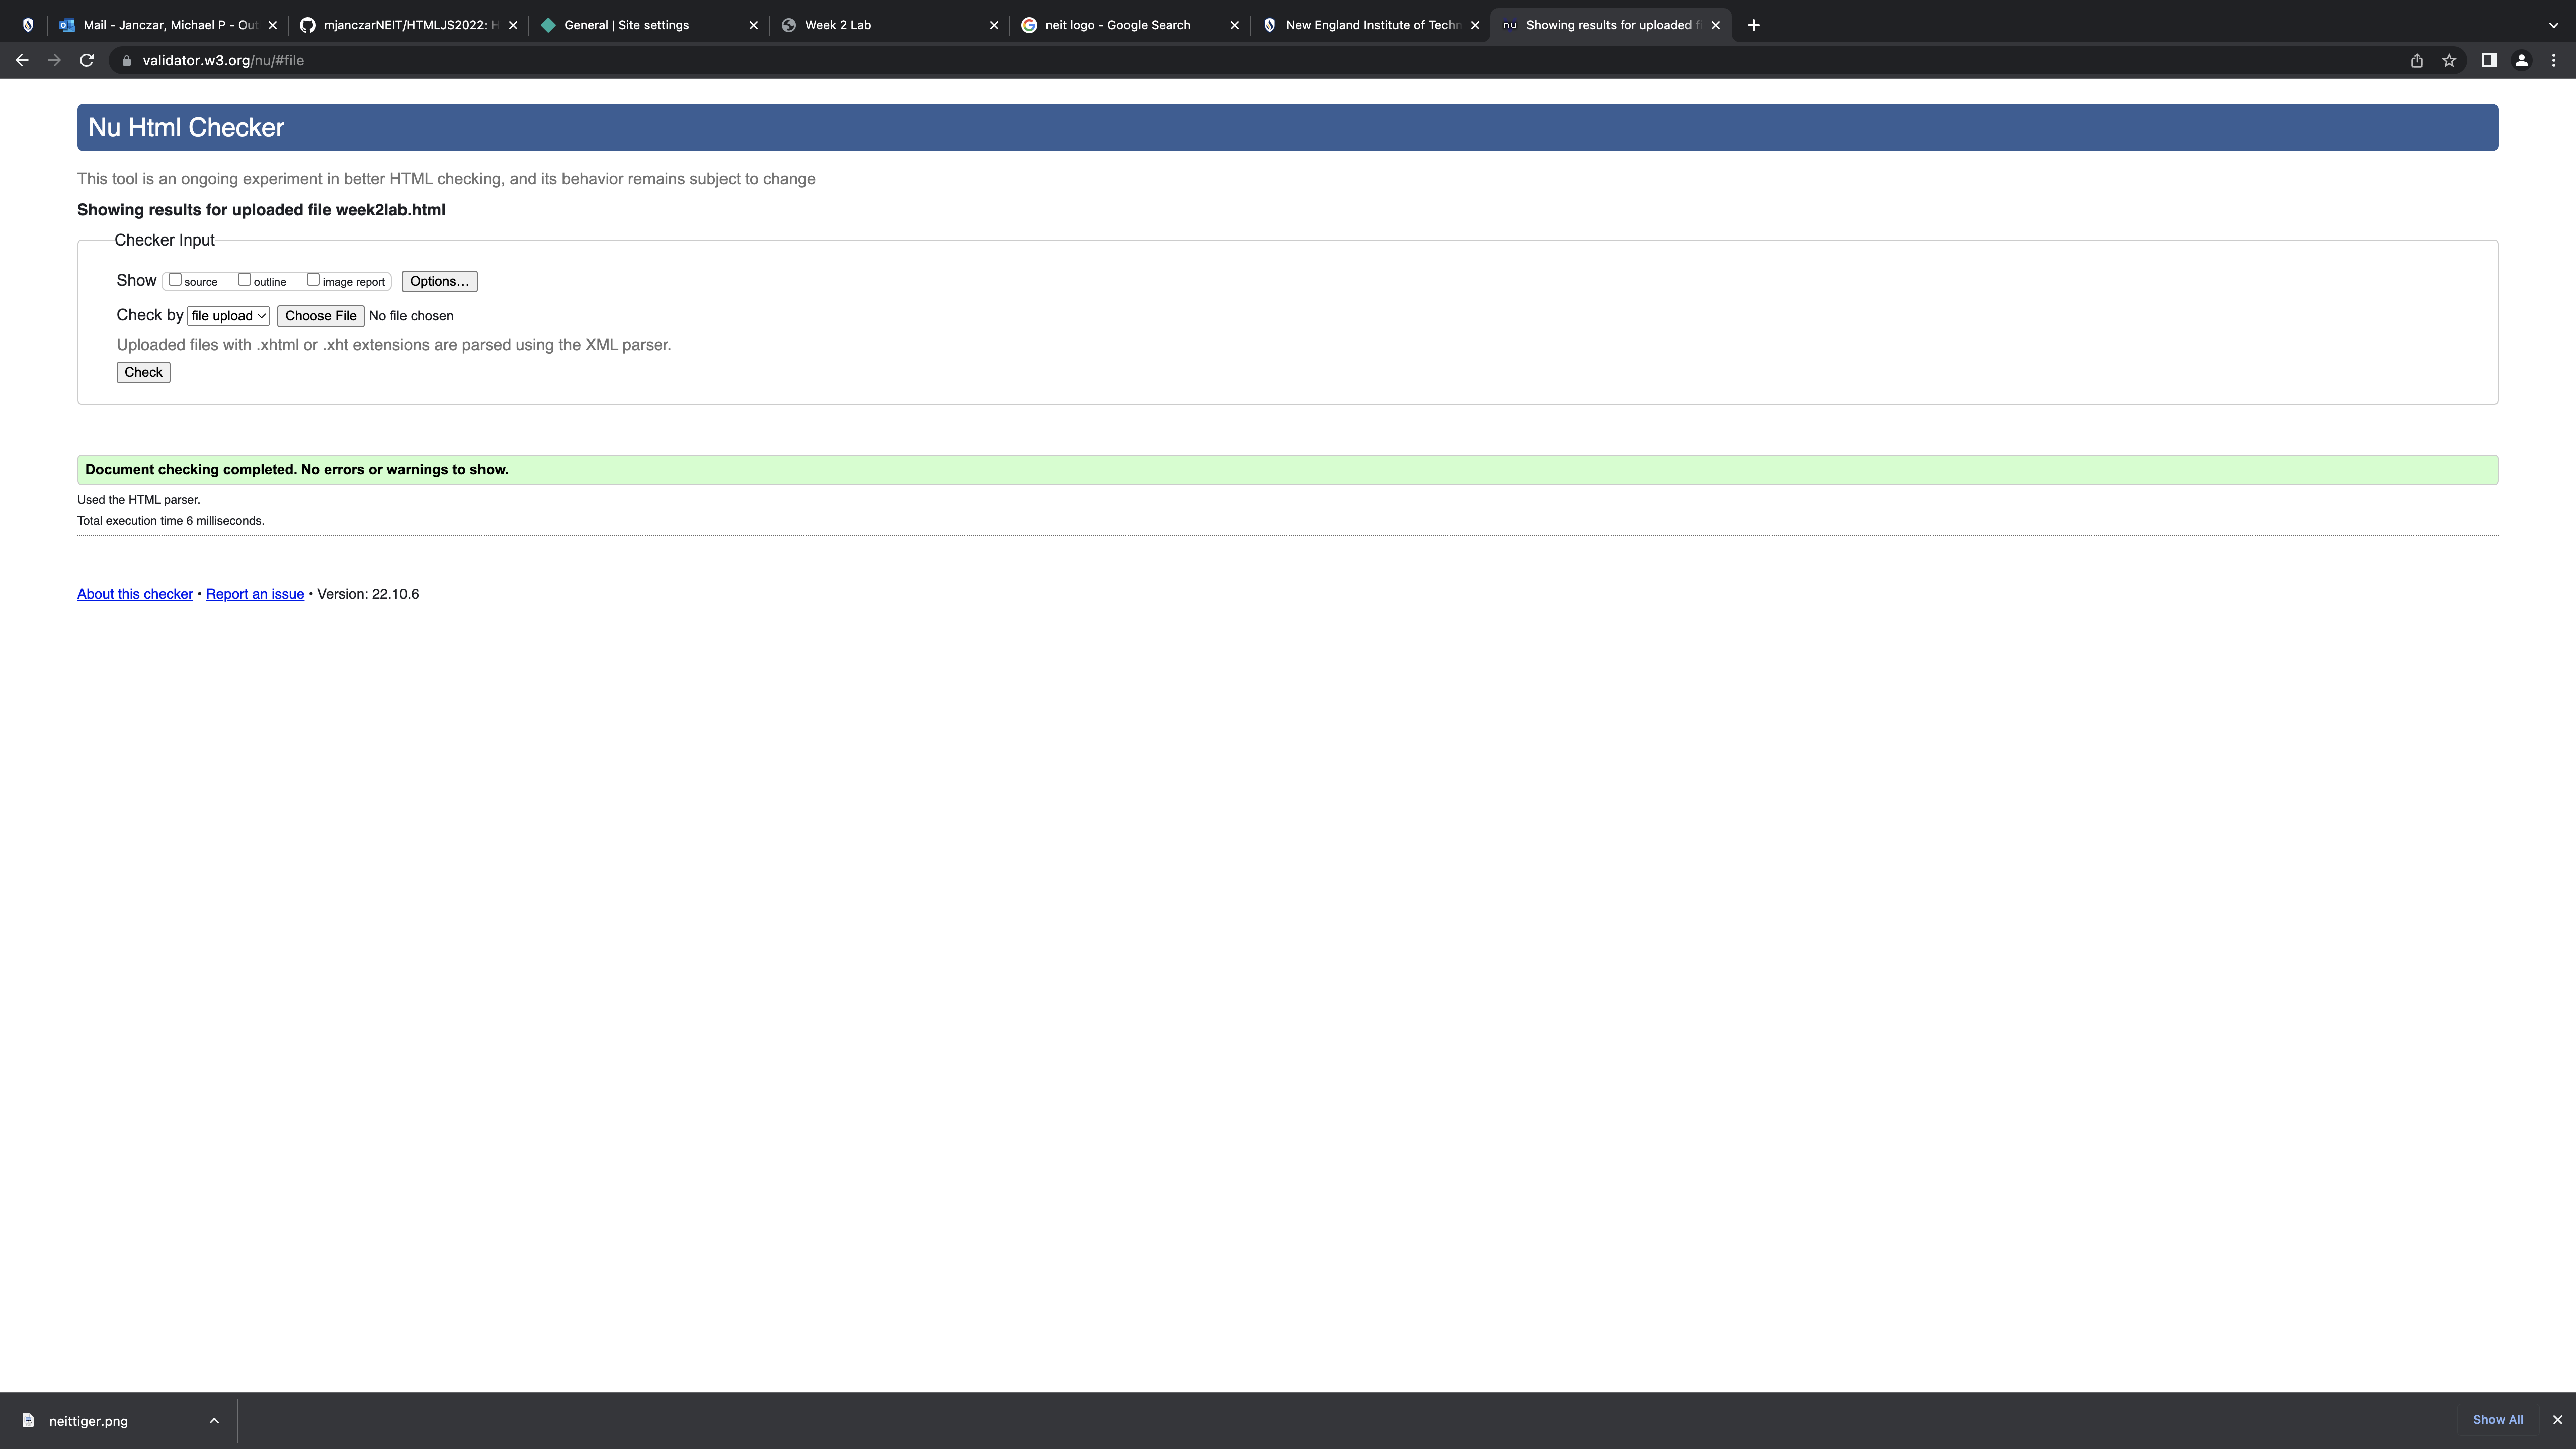 Mail - Janczar, Michael P - Out
mjanczarNEIT/HTMLJS2022: H
General | Site settings
Week 2 Lab
neit logo - Google Search
New England Institute of Techn
nu Showing results for uploaded fi
validator.w3.org/nu/#file
Nu Html Checker
This tool is an ongoing experiment in better HTML checking, and its behavior remains subject to change
Showing results for uploaded file week2lab.html
Checker Input
Show source outline image report Options…
Check by file upload Choose File No file chosen
Uploaded files with .xhtml or .xht extensions are parsed using the XML parser.
Check
Document checking completed. No errors or warnings to show.
Used the HTML parser.
Total execution time 6 milliseconds.
About this checker • Report an issue • Version: 22.10.6
neittiger.png
Show All